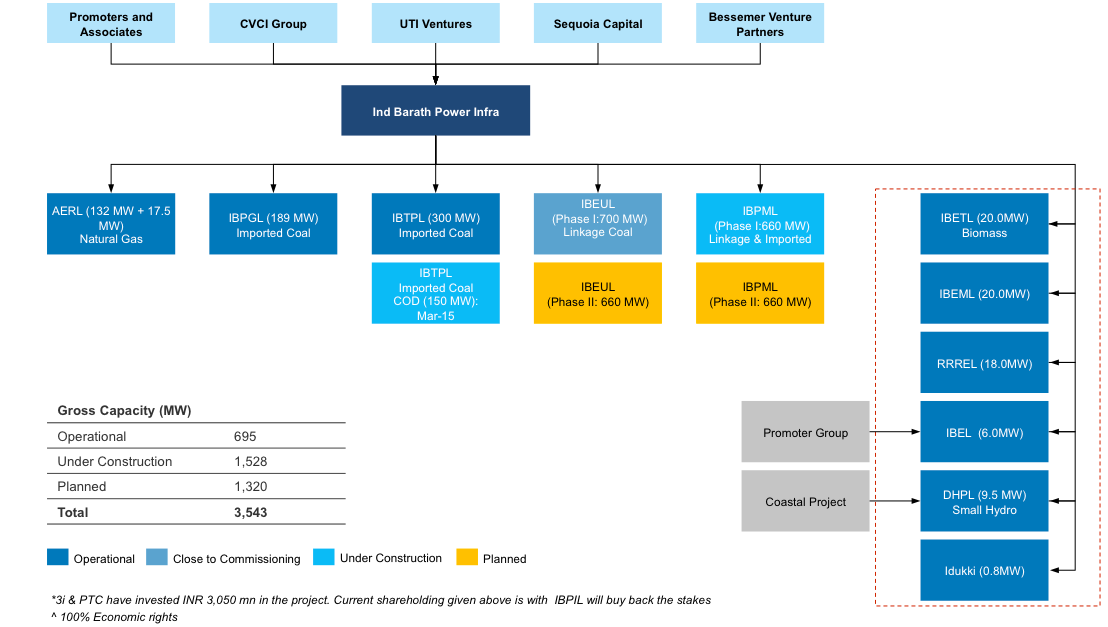 Promoters and
Associates
CVCI Group
UTI Ventures
Sequoia Capital
Bessemer Venture
Partners
Ind Barath Power Infra
AERL (132 MW + 17.5
MW)
Natural Gas
IBPGL (189 MW)
Imported Coal
IBTPL (300 MW)
Imported Coal
IBEUL
(Phase I:700 MW)
Linkage Coal
IBPML
(Phase I:660 MW)
Linkage & Imported
IBETL (20.0MW)
Biomass
IBTPL
Imported Coal
COD (150 MW):
Mar-15
IBEUL
(Phase II: 660 MW)
IBPML
(Phase II: 660 MW)
IBEML (20.0MW)
RRREL (18.0MW)
Promoter Group
IBEL (6.0MW)
Coastal Project
DHPL (9.5 MW)
Small Hydro
Idukki (0.8MW)
Gross Capacity (MW)
Operational 695
Under Construction 1,528
Planned 1,320
Total 3,543
Operational Close to Commissioning Under Construction Planned
*3i & PTC have invested INR 3,050 mn in the project. Current shareholding given above is with IBPIL will buy back the stakes
^ 100% Economic rights